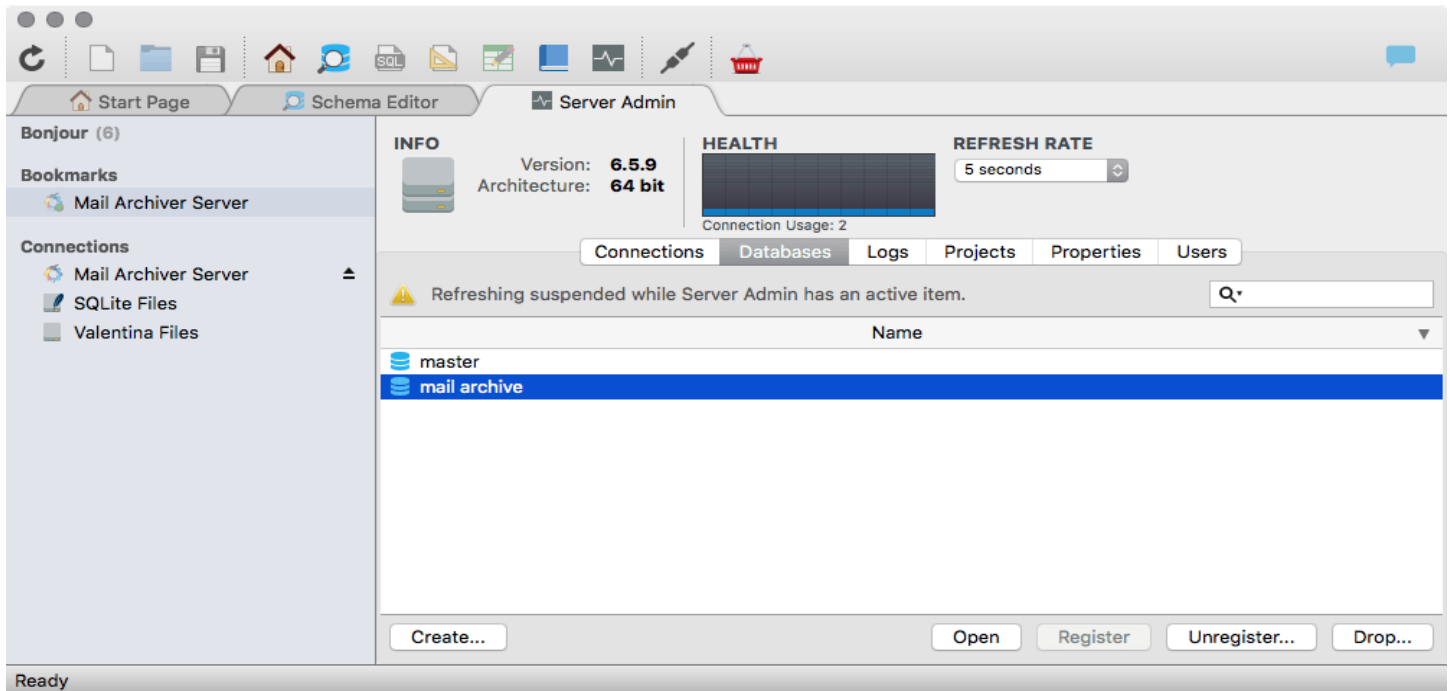 SQL
Start Page
Schema Editor
Server Admin
Bonjour (6)
Bookmarks
Mail Archiver Server
Connections
Mail Archiver Server
SQLite Files
Valentina Files
INFO
Version: 6.5.9
Architecture: 64 bit
HEALTH
Connection Usage: 2
REFRESH RATE
5 seconds
Connections Databases Logs Projects Properties Users
Refreshing suspended while Server Admin has an active item.
Name
master
mail archive
Create... Open Register Unregister... Drop...
Ready